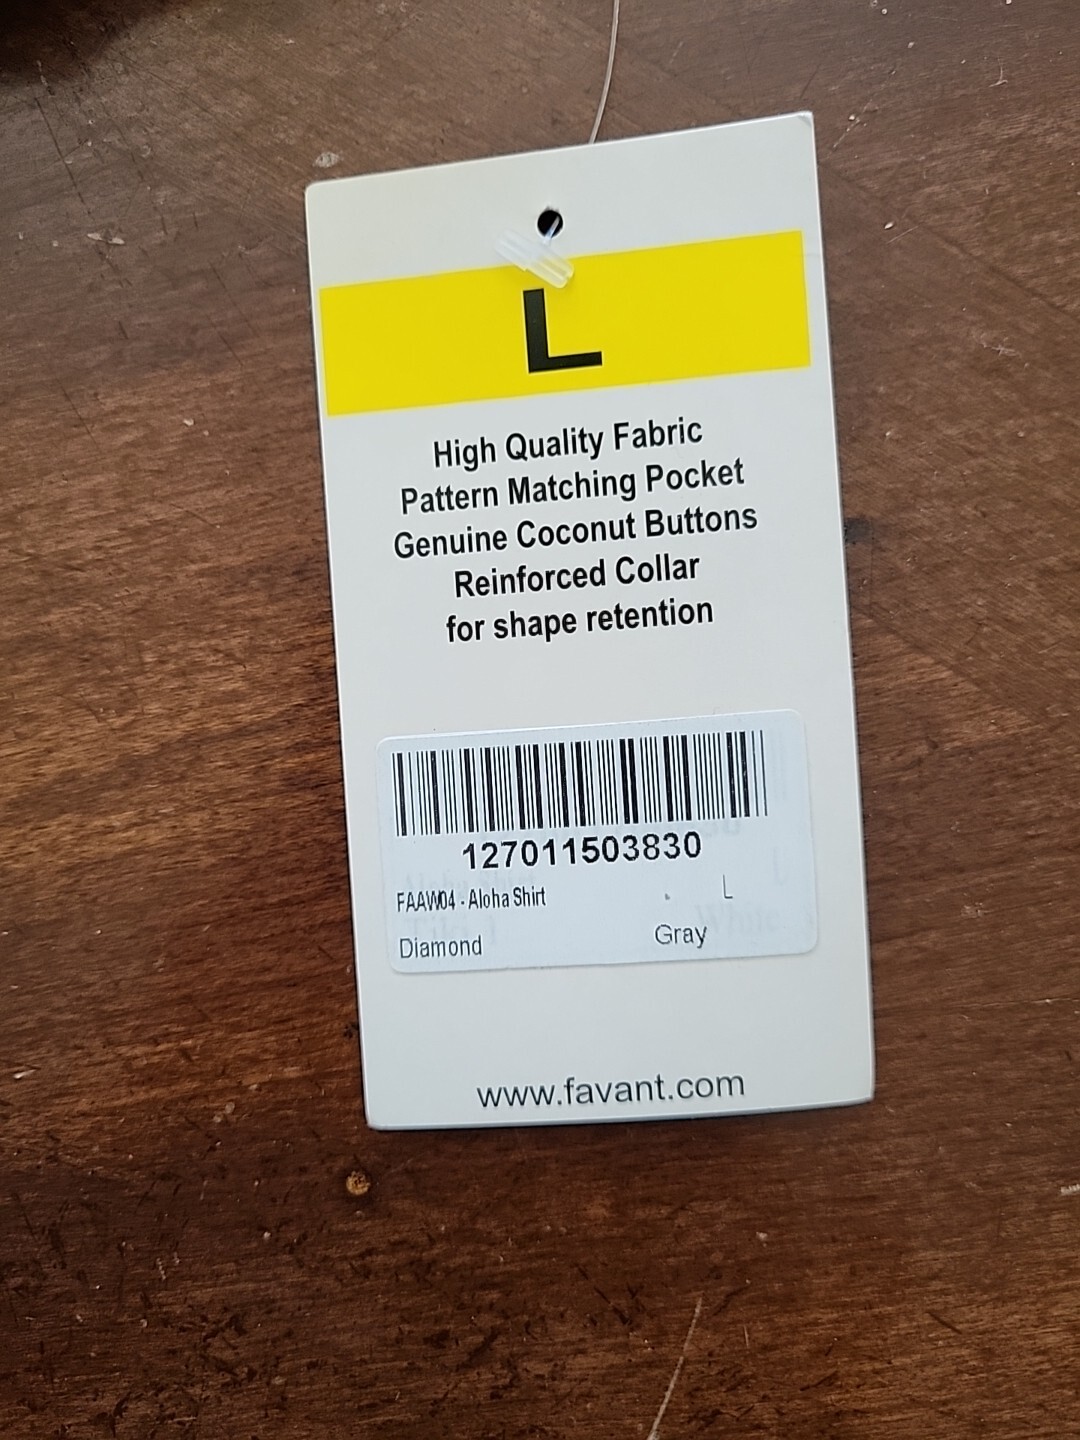 L
High Quality Fabric
Pattern Matching Pocket
Genuine Coconut Buttons
Reinforced Collar
for shape retention
127011503830
FAAW04 - Aloha Shirt L
Diamond Gray
www.favant.com